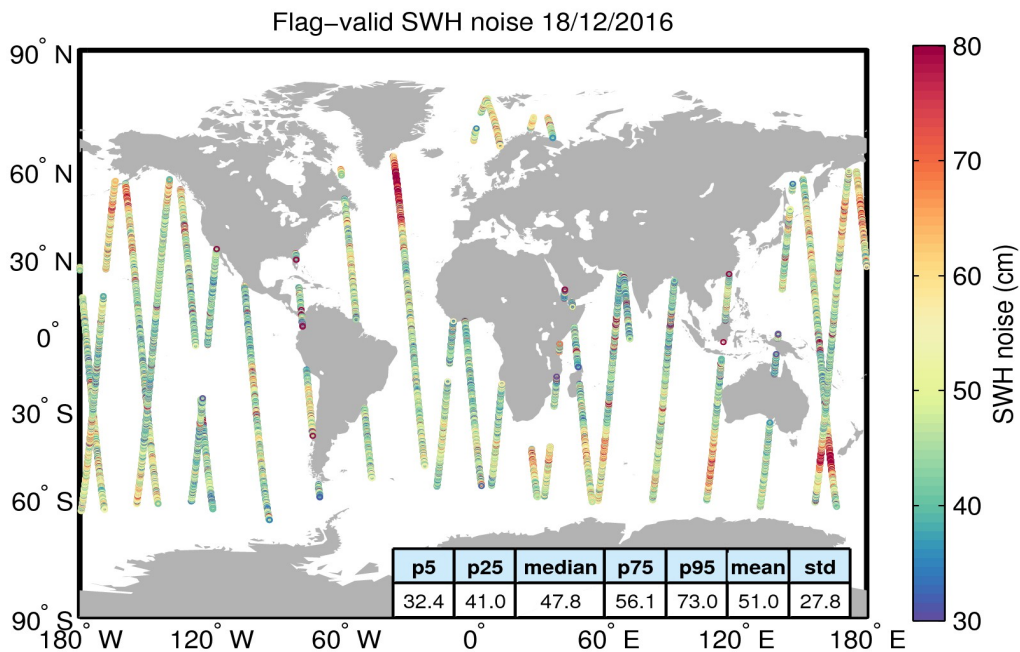 Flag−valid SWH noise 18/12/2016
90° N
60° N
30° N
0°
30° S
60° S
90° S
180° W
120° W
60° W
0°
60° E
120° E
180° E
p5 p25 median p75 p95 mean std
32.4 41.0 47.8 56.1 73.0 51.0 27.8
80
70
60
50
40
30
SWH noise (cm)